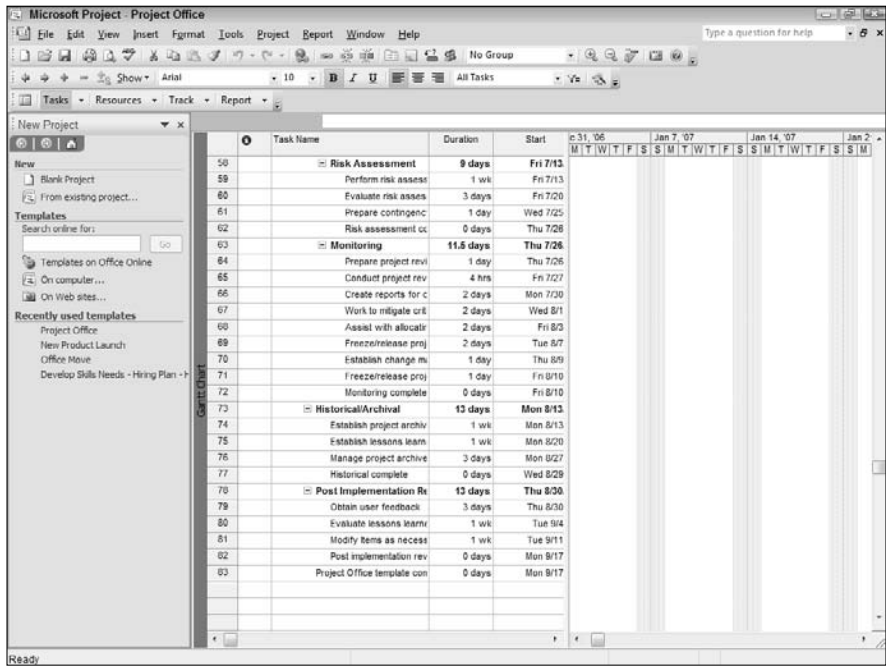 Microsoft Project - Project Office
File Edit View Insert Format Tools Project Report Window Help
Type a question for help
No Group
Show Arial 10 B I U All Tasks
Tasks Resources Track Report
New Project
New
Blank Project
From existing project...
Templates
Search online for:
Go
Templates on Office Online
On computer...
On Web sites...
Recently used templates
Project Office
New Product Launch
Office Move
Develop Skills Needs - Hiring Plan - H
Gantt Chart
Task Name Duration Start
c 31, '06 Jan 7, '07 Jan 14, '07 Jan 2
M T W T F S S M T W T F S S M T W T F S S M
58 Risk Assessment 9 days Fri 7/13
59 Perform risk assess 1 wk Fri 7/13
60 Evaluate risk asses 3 days Fri 7/20
61 Prepare contingenc 1 day Wed 7/25
62 Risk assessment cc 0 days Thu 7/26
63 Monitoring 11.5 days Thu 7/26
64 Prepare project revi 1 day Thu 7/26
65 Conduct project rev 4 hrs Fri 7/27
66 Create reports for c 2 days Mon 7/30
67 Work to mitigate crit 2 days Wed 8/1
68 Assist with allocatir 2 days Fri 8/3
69 Freeze/release proj 2 days Tue 8/7
70 Establish change m 1 day Thu 8/9
71 Freeze/release proj 1 day Fri 8/10
72 Monitoring complete 0 days Fri 8/10
73 Historical/Archival 13 days Mon 8/13
74 Establish project archiv 1 wk Mon 8/13
75 Establish lessons learn 1 wk Mon 8/20
76 Manage project archive 3 days Mon 8/27
77 Historical complete 0 days Wed 8/29
78 Post Implementation Re 13 days Thu 8/30
79 Obtain user feedback 3 days Thu 8/30
80 Evaluate lessons learne 1 wk Tue 9/4
81 Modify items as necess 1 wk Tue 9/11
82 Post implementation rev 0 days Mon 9/17
83 Project Office template con 0 days Mon 9/17
Ready